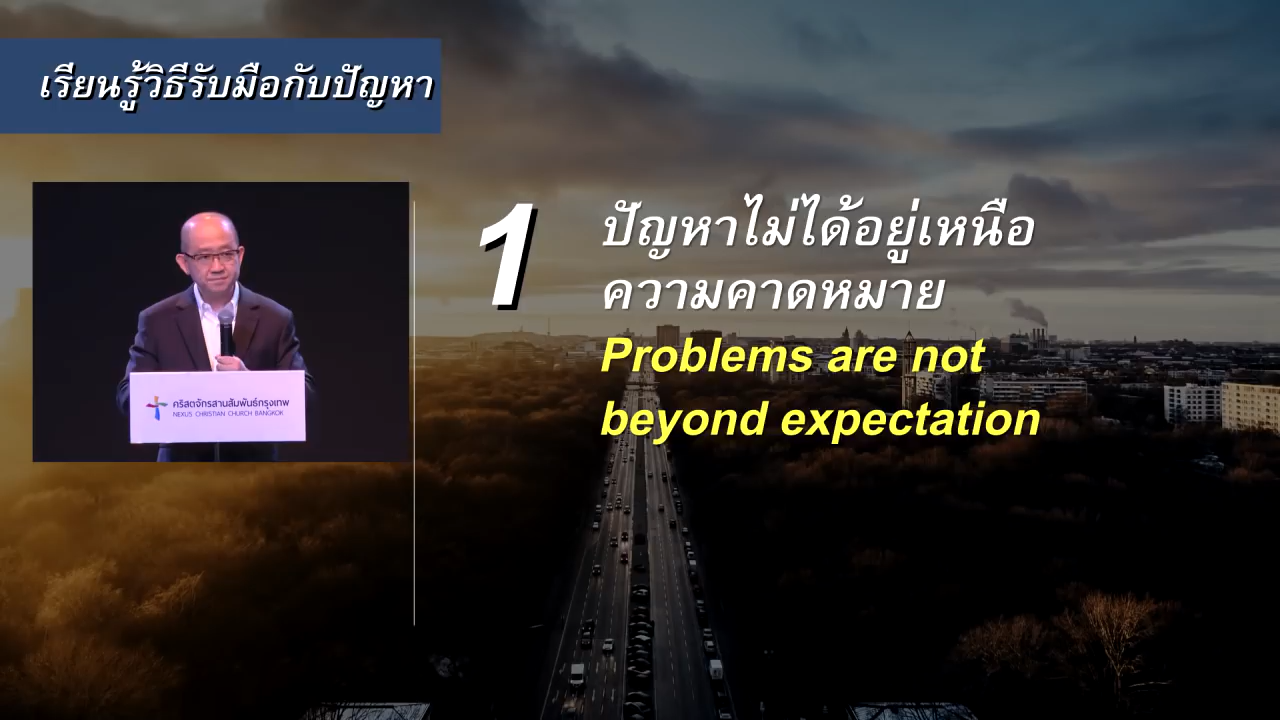 เรียนรู้วิธีรับมือกับปัญหา
1
ปัญหาไม่ได้อยู่เหนือ
ความคาดหมาย
Problems are not
beyond expectation
คริสตจักรสานสัมพันธ์กรุงเทพ
NEXUS CHRISTIAN CHURCH BANGKOK